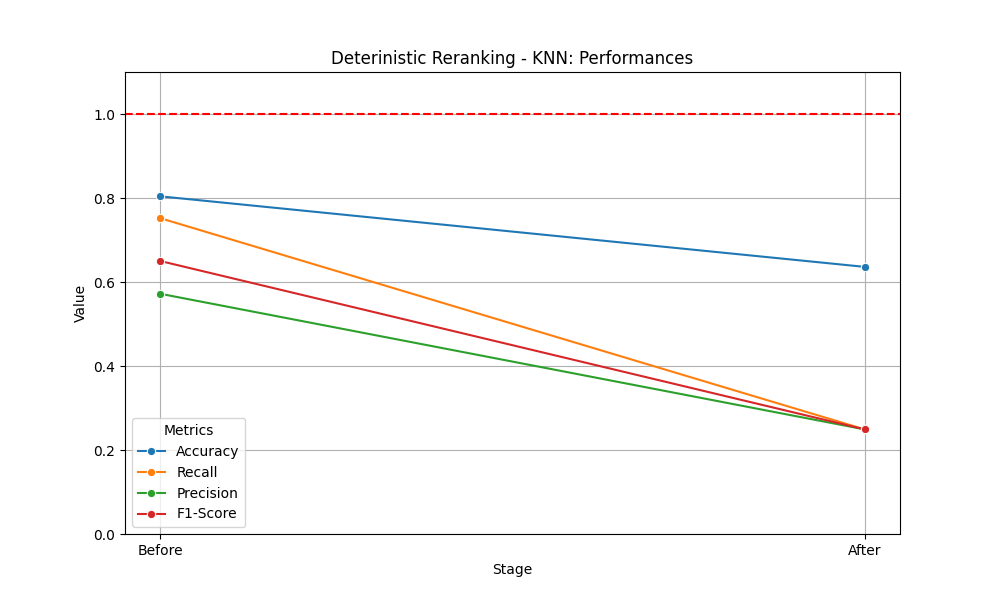 Deterinistic Reranking - KNN: Performances
1.0
0.8
0.6
0.4
0.2
0.0
Value
Metrics
Accuracy
Recall
Precision
F1-Score
Before
After
Stage